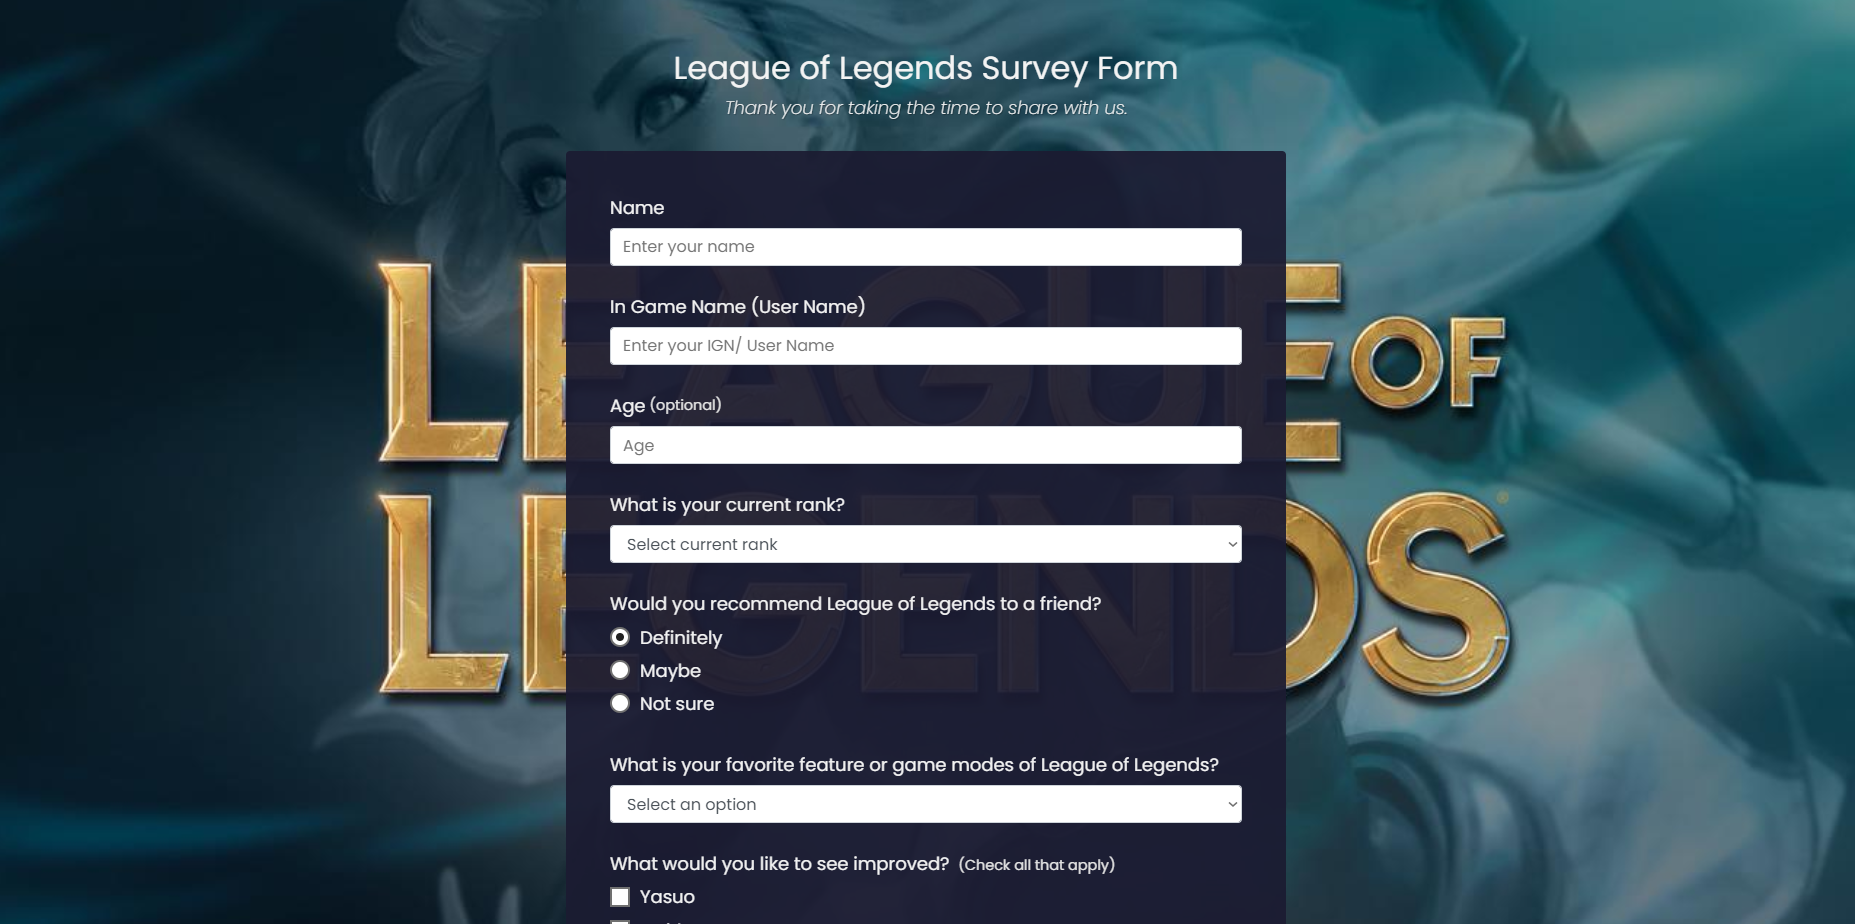 League of Legends Survey Form
Thank you for taking the time to share with us.
LEAGUE OF
LEGENDS
®
Name
Enter your name
In Game Name (User Name)
Enter your IGN/ User Name
Age (optional)
Age
What is your current rank?
Select current rank
Would you recommend League of Legends to a friend?
Definitely
Maybe
Not sure
What is your favorite feature or game modes of League of Legends?
Select an option
What would you like to see improved? (Check all that apply)
Yasuo